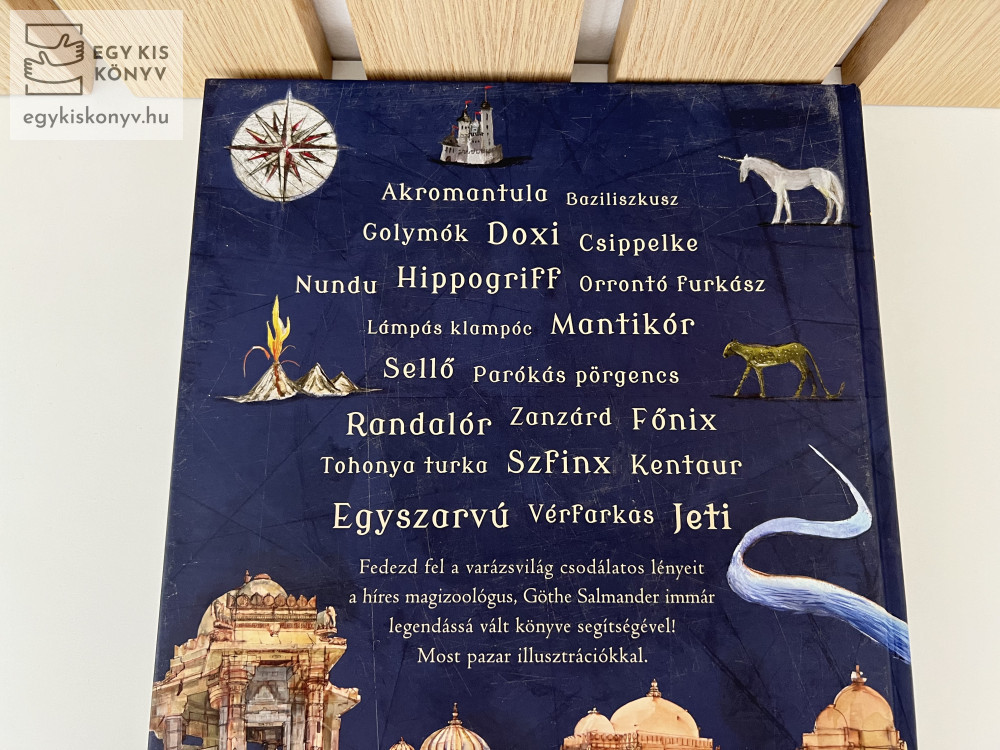 EGY KIS
KÖNYV
egykiskonyv.hu
Akromantula Baziliszkusz
Golymók Doxi Csippelke
Nundu Hippogriff Orrontó furkász
Lámpás klampóc Mantikór
Sellő Parókás pörgencs
Randalór Zanzárd Főnix
Tohonya turka Szfinx Kentaur
Egyszarvú Vérfarkas Jeti
Fedezd fel a varázsvilág csodálatos lényeit
a híres magizoológus, Göthe Salmander immár
legendássá vált könyve segítségével!
Most pazar illusztrációkkal.